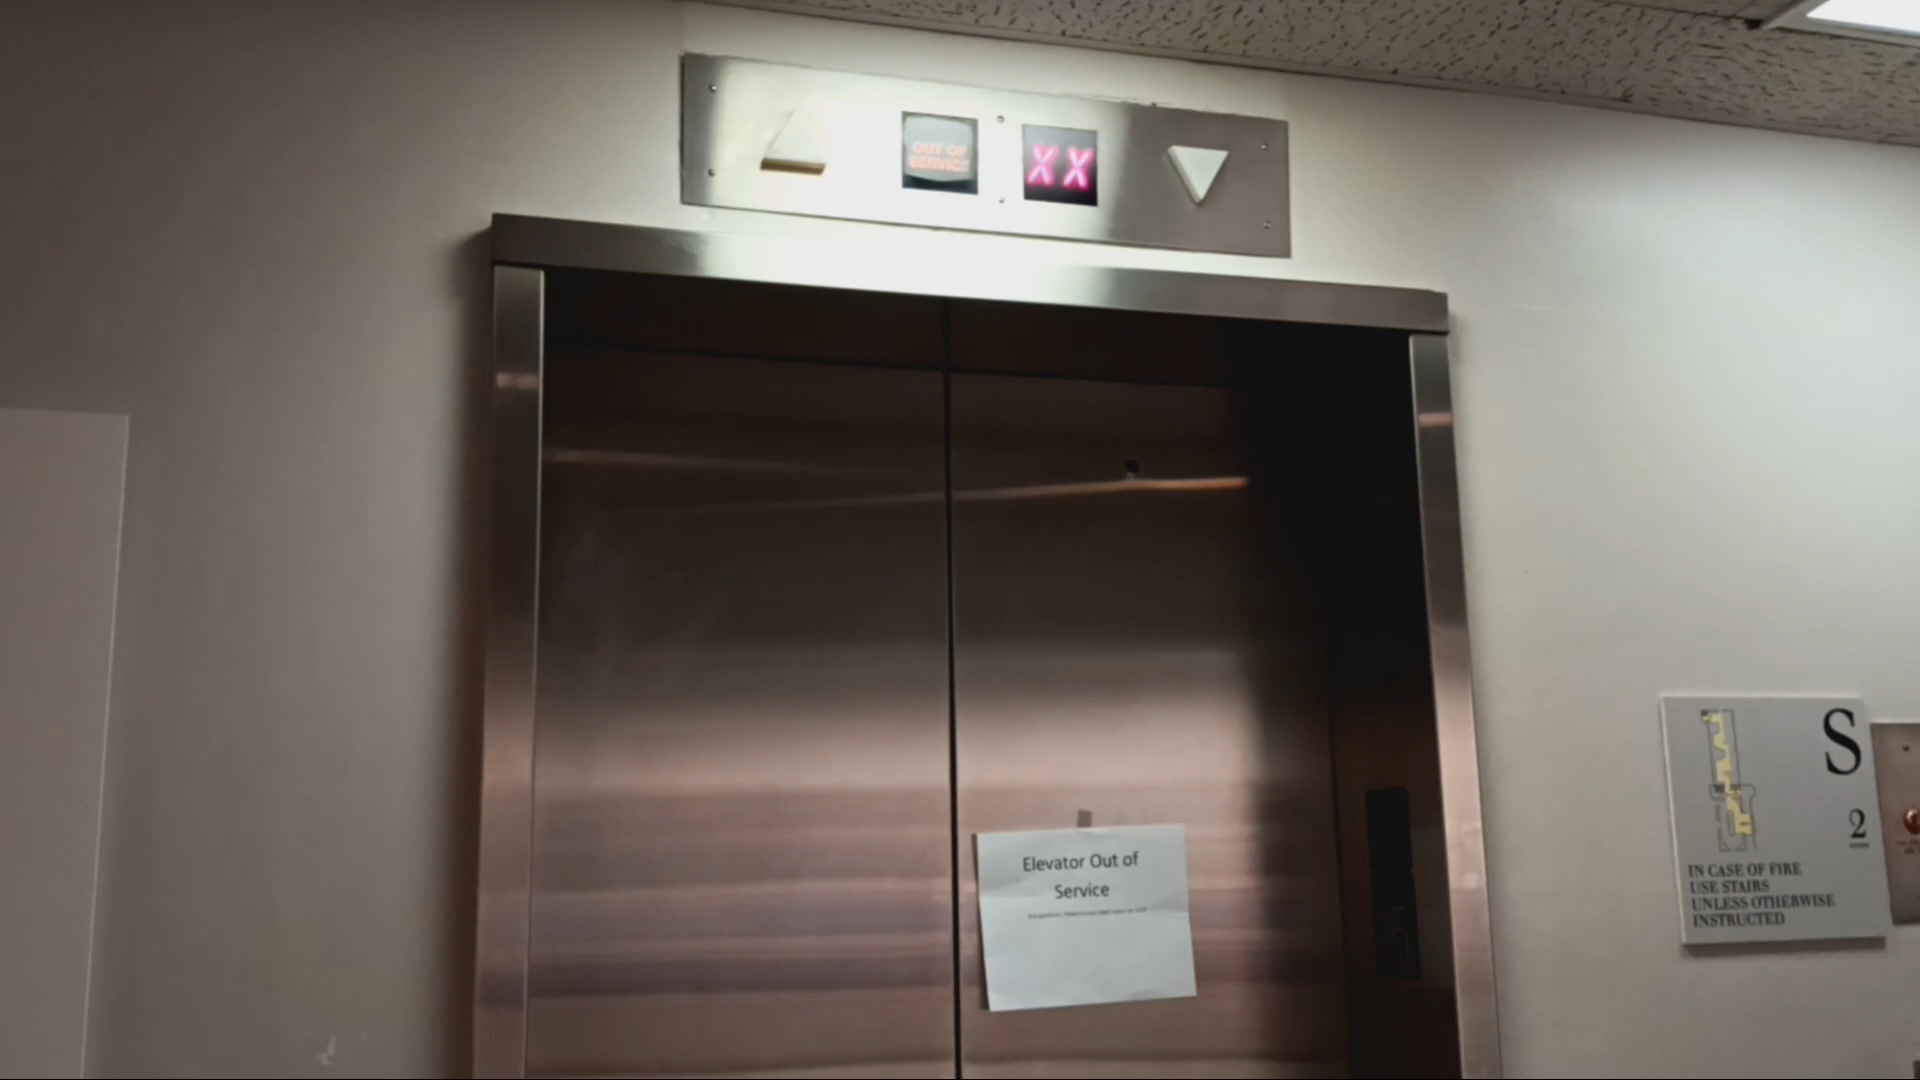 OUT OF
SERVICE
XX
Elevator Out of
Service
S
2
IN CASE OF FIRE
USE STAIRS
UNLESS OTHERWISE
INSTRUCTED